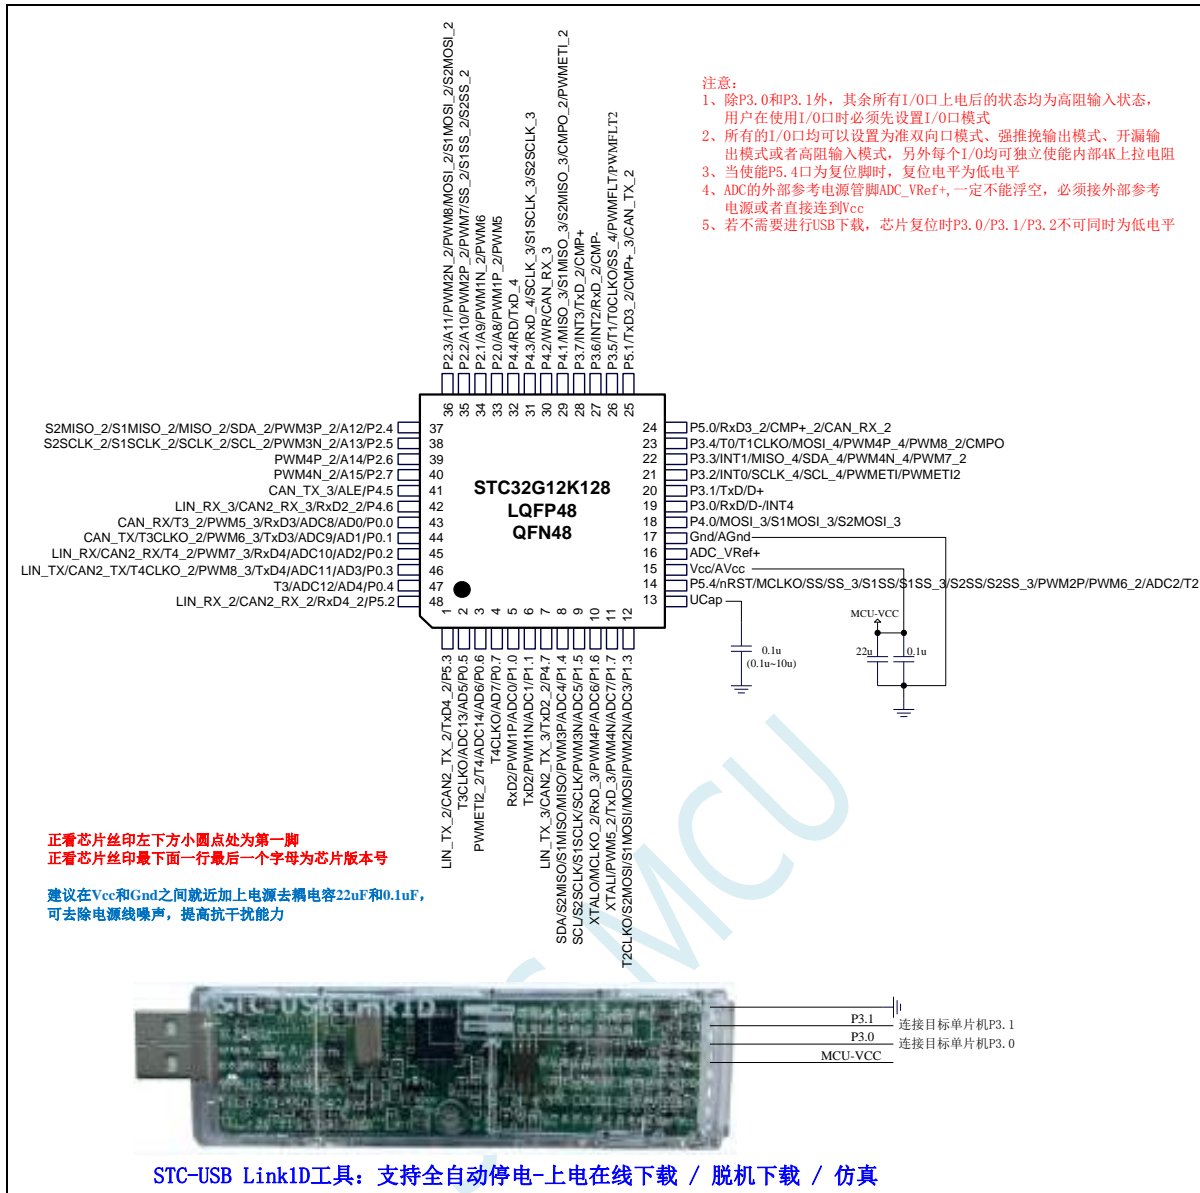 注意:
1、除P3.0和P3.1外，其余所有I/O口上电后的状态均为高阻输入状态，
用户在使用I/O口时必须先设置I/O口模式
2、所有的I/O口均可以设置为准双向口模式、强推挽输出模式、开漏输
出模式或者高阻输入模式，另外每个I/O均可独立使能内部4K上拉电阻
3、当使能P5.4口为复位脚时，复位电平为低电平
4、ADC的外部参考电源管脚ADC_VRef+,一定不能浮空，必须接外部参考
电源或者直接连到Vcc
5、若不需要进行USB下载，芯片复位时P3.0/P3.1/P3.2不可同时为低电平
P2.3/A11/PWM2N_2/PWM8/MOSI_2/S1MOSI_2/S2MOSI_2
P2.2/A10/PWM2P_2/PWM7/SS_2/S1SS_2/S2SS_2
P2.1/A9/PWM1N_2/PWM6
P2.0/A8/PWM1P_2/PWM5
P4.4/RD/TxD_4
P4.3/RxD_4/SCLK_3/S1SCLK_3/S2SCLK_3
P4.2/WR/CAN_RX_3
P4.1/MISO_3/S1MISO_3/S2MISO_3/CMPO_2/PWMETI_2
P3.7/INT3/TxD_2/CMP+
P3.6/INT2/RxD_2/CMP-
P3.5/T1/T0CLKO/SS_4/PWMFLT/PWMFLT2
P5.1/TxD3_2/CMP+_3/CAN_TX_2
36 35 34 33 32 31 30 29 28 27 26 25
S2MISO_2/S1MISO_2/MISO_2/SDA_2/PWM3P_2/A12/P2.4 37
S2SCLK_2/S1SCLK_2/SCLK_2/SCL_2/PWM3N_2/A13/P2.5 38
PWM4P_2/A14/P2.6 39
PWM4N_2/A15/P2.7 40
CAN_TX_3/ALE/P4.5 41
LIN_RX_3/CAN2_RX_3/RxD2_2/P4.6 42
CAN_RX/T3_2/PWM5_3/RxD3/ADC8/AD0/P0.0 43
CAN_TX/T3CLKO_2/PWM6_3/TxD3/ADC9/AD1/P0.1 44
LIN_RX/CAN2_RX/T4_2/PWM7_3/RxD4/ADC10/AD2/P0.2 45
LIN_TX/CAN2_TX/T4CLKO_2/PWM8_3/TxD4/ADC11/AD3/P0.3 46
T3/ADC12/AD4/P0.4 47
LIN_RX_2/CAN2_RX_2/RxD4_2/P5.2 48
STC32G12K128
LQFP48
QFN48
24 P5.0/RxD3_2/CMP+_2/CAN_RX_2
23 P3.4/T0/T1CLKO/MOSI_4/PWM4P_4/PWM8_2/CMPO
22 P3.3/INT1/MISO_4/SDA_4/PWM4N_4/PWM7_2
21 P3.2/INT0/SCLK_4/SCL_4/PWMETI/PWMETI2
20 P3.1/TxD/D+
19 P3.0/RxD/D-/INT4
18 P4.0/MOSI_3/S1MOSI_3/S2MOSI_3
17 Gnd/AGnd
16 ADC_VRef+
15 Vcc/AVcc
14 P5.4/nRST/MCLKO/SS/SS_3/S1SS/S1SS_3/S2SS/S2SS_3/PWM2P/PWM6_2/ADC2/T2
13 UCap
1 2 3 4 5 6 7 8 9 10 11 12
LIN_TX_2/CAN2_TX_2/TxD4_2/P5.3
T3CLKO/ADC13/AD5/P0.5
PWMETI2_2/T4/ADC14/AD6/P0.6
T4CLKO/AD7/P0.7
RxD2/PWM1P/ADC0/P1.0
TxD2/PWM1N/ADC1/P1.1
LIN_TX_3/CAN2_TX_3/TxD2_2/P4.7
SDA/S2MISO/S1MISO/MISO/PWM3P/ADC4/P1.4
SCL/S2SCLK/S1SCLK/SCLK/PWM3N/ADC5/P1.5
XTALO/MCLKO_2/RxD_3/PWM4P/ADC6/P1.6
XTALI/PWM5_2/TxD_3/PWM4N/ADC7/P1.7
T2CLKO/S2MOSI/S1MOSI/MOSI/PWM2N/ADC3/P1.3
MCU-VCC
22u
0.1u
0.1u
(0.1u~10u)
正看芯片丝印左下方小圆点处为第一脚
正看芯片丝印最下面一行最后一个字母为芯片版本号
建议在Vcc和Gnd之间就近加上电源去耦电容22uF和0.1uF，
可去除电源线噪声，提高抗干扰能力
MCU
STC-USB Link1D
P3.1 连接目标单片机P3.1
P3.0 连接目标单片机P3.0
MCU-VCC
STC-USB Link1D工具：支持全自动停电-上电在线下载 / 脱机下载 / 仿真